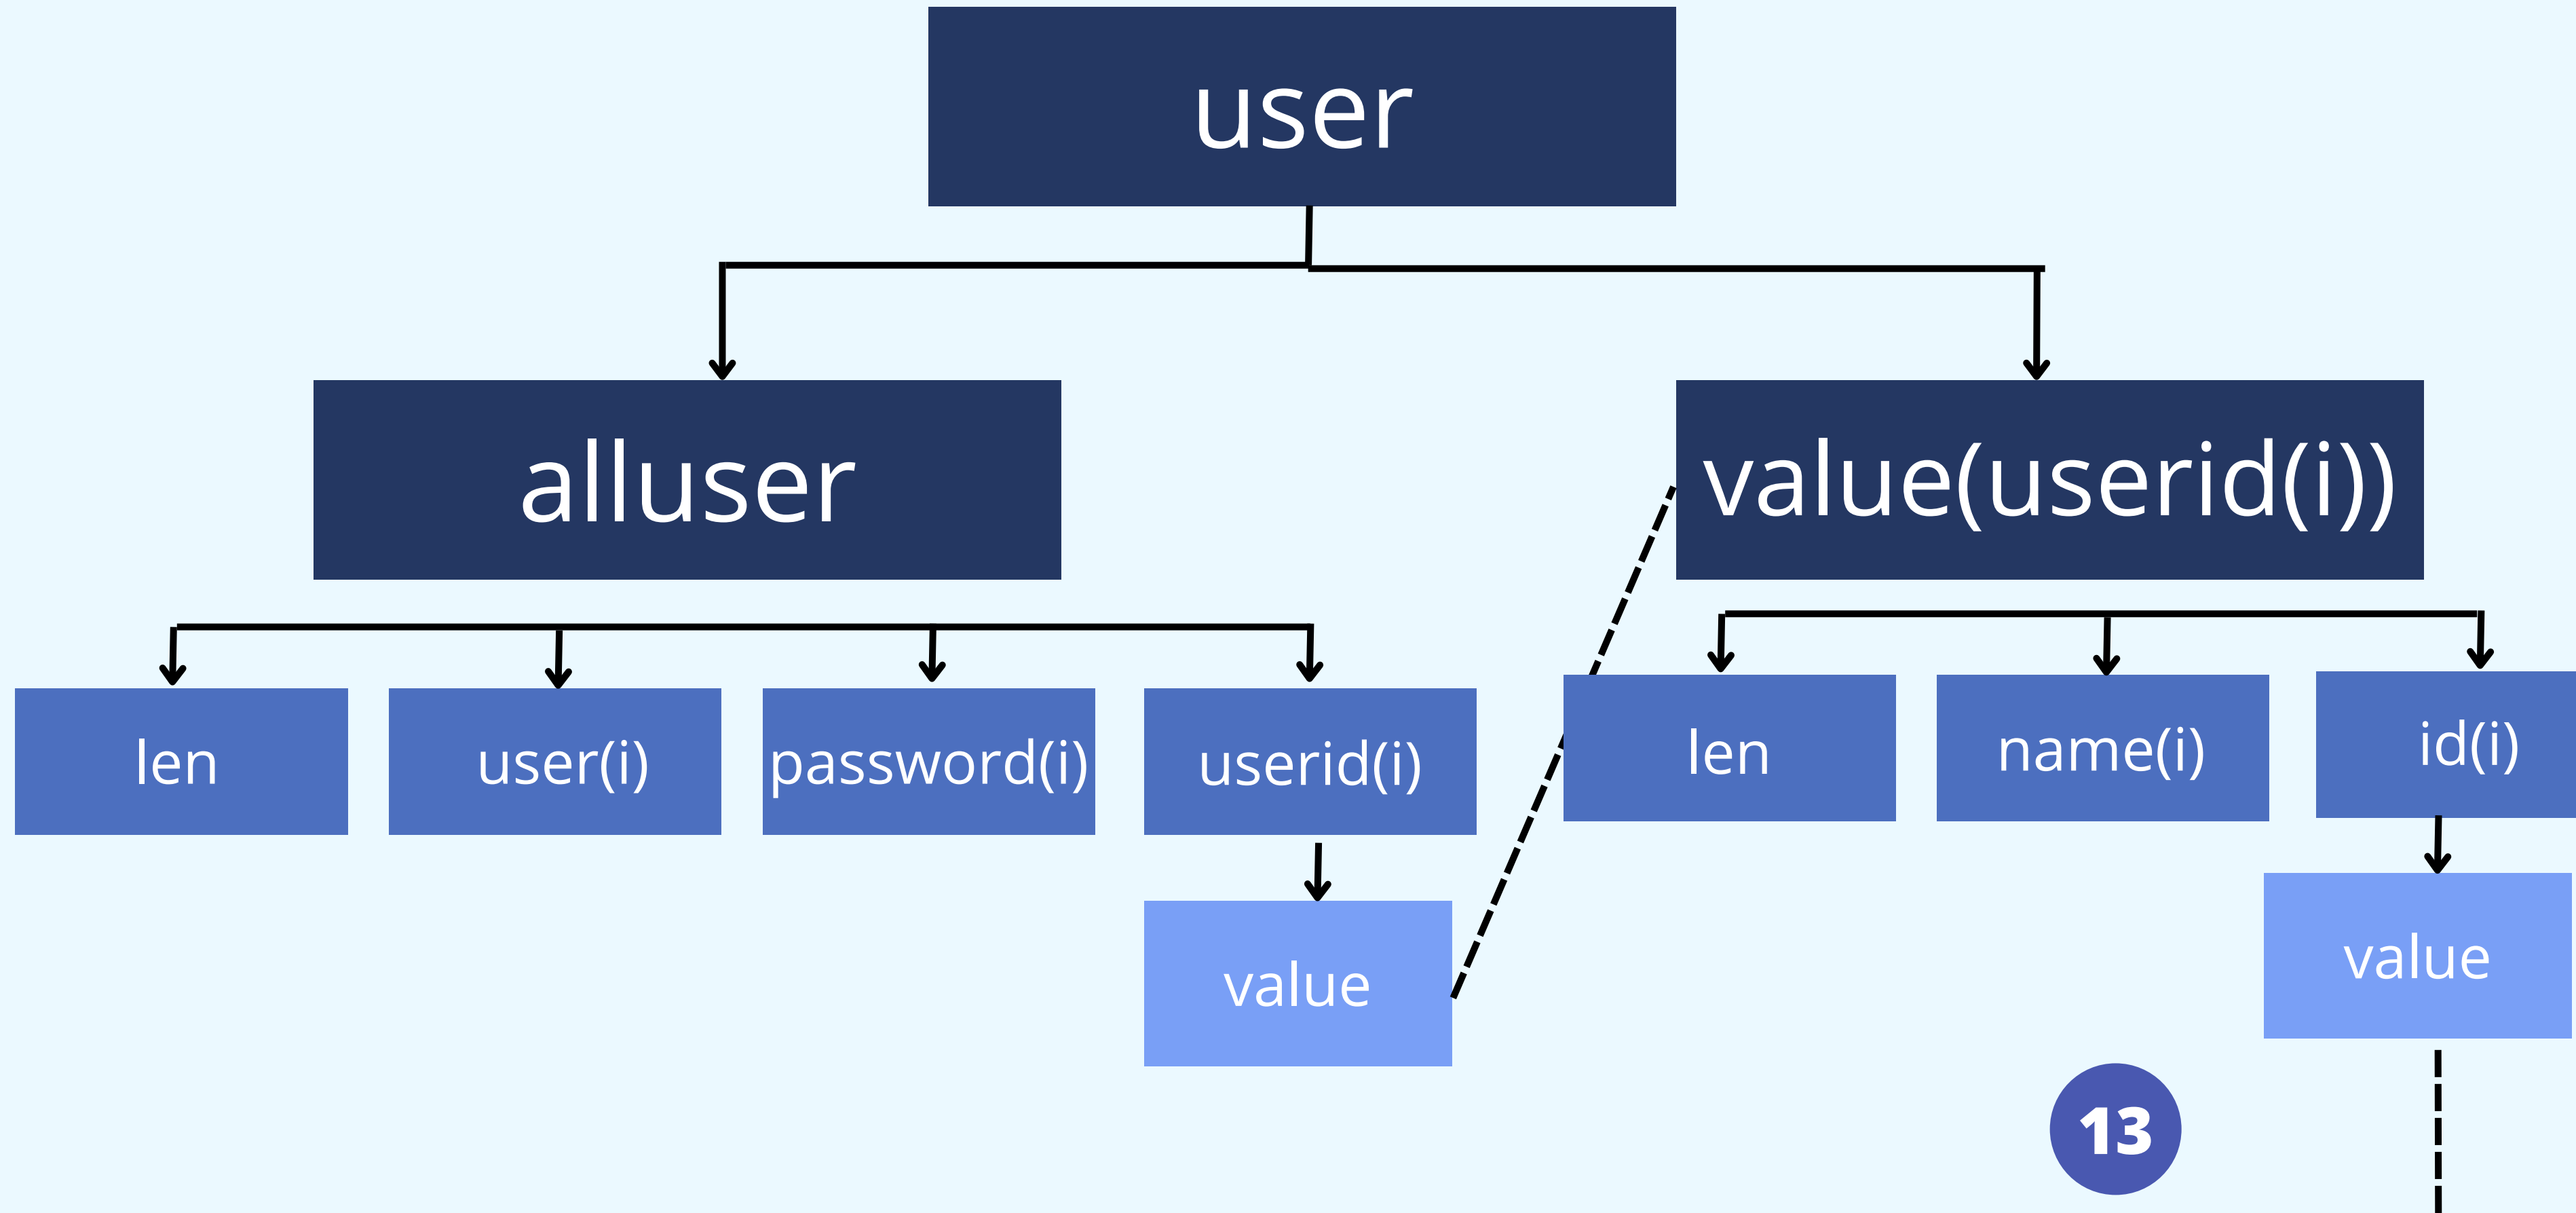 user
alluser
value(userid(i))
len
user(i)
password(i)
userid(i)
len
name(i)
id(i)
value
value
13